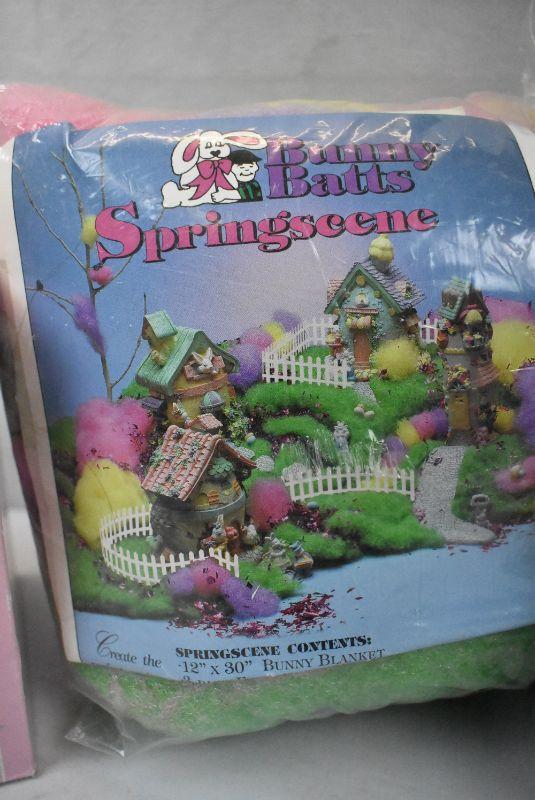 Bunny
Batts
Springscene
Create the
SPRINGSCENE CONTENTS:
12" x 30" BUNNY BLANKET